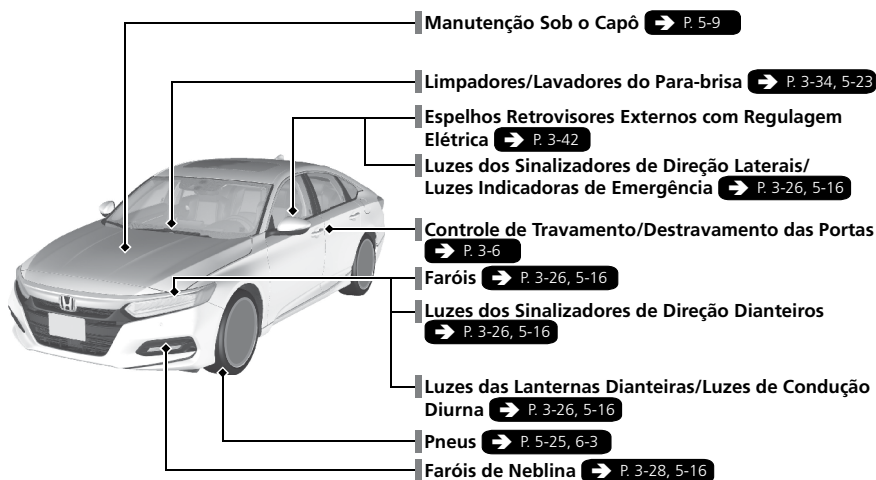 Manutenção Sob o Capô ➔ P. 5-9
Limpadores/Lavadores do Para-brisa ➔ P. 3-34, 5-23
Espelhos Retrovisores Externos com Regulagem
Elétrica ➔ P. 3-42
Luzes dos Sinalizadores de Direção Laterais/
Luzes Indicadoras de Emergência ➔ P. 3-26, 5-16
Controle de Travamento/Destravamento das Portas
➔ P. 3-6
Faróis ➔ P. 3-26, 5-16
Luzes dos Sinalizadores de Direção Dianteiros
➔ P. 3-26, 5-16
Luzes das Lanternas Dianteiras/Luzes de Condução
Diurna ➔ P. 3-26, 5-16
Pneus ➔ P. 5-25, 6-3
Faróis de Neblina ➔ P. 3-28, 5-16